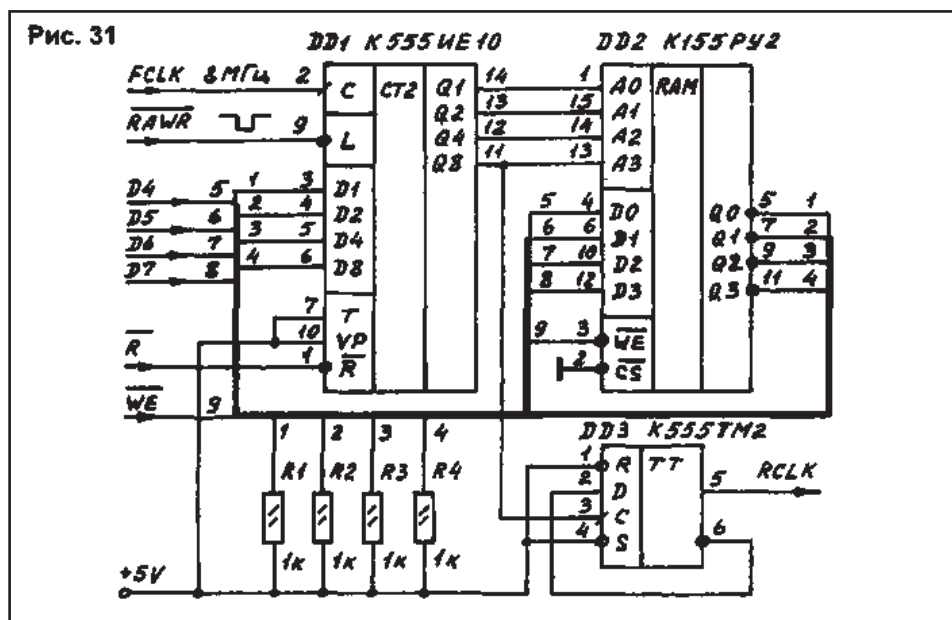 Рис. 31
DD1 К555ИЕ10
DD2 К155РУ2
FCLK 8МГц 2
C CT2 Q1 14 1 A0 RAM
Q2 13 15 A1
RAWR 9 L Q4 12 14 A2
Q8 11 13 A3
D4 5 1 3 D1
D5 6 2 4 D2
D6 7 3 5 D4
D7 8 4 6 D8
5 4 D0 Q0 5 1
6 6 D1 Q1 7 2
7 10 D2 Q2 9 3
8 12 D3 Q3 11 4
7 T
10 VP
R 1 R
9 3 WE
2 CS
WE 9
1 2 3 4
DD3 К555ТМ2
R1 R2 R3 R4
1к 1к 1к 1к
1 R TT
2 D 5 RCLK
3 C
4 S 6
+5V